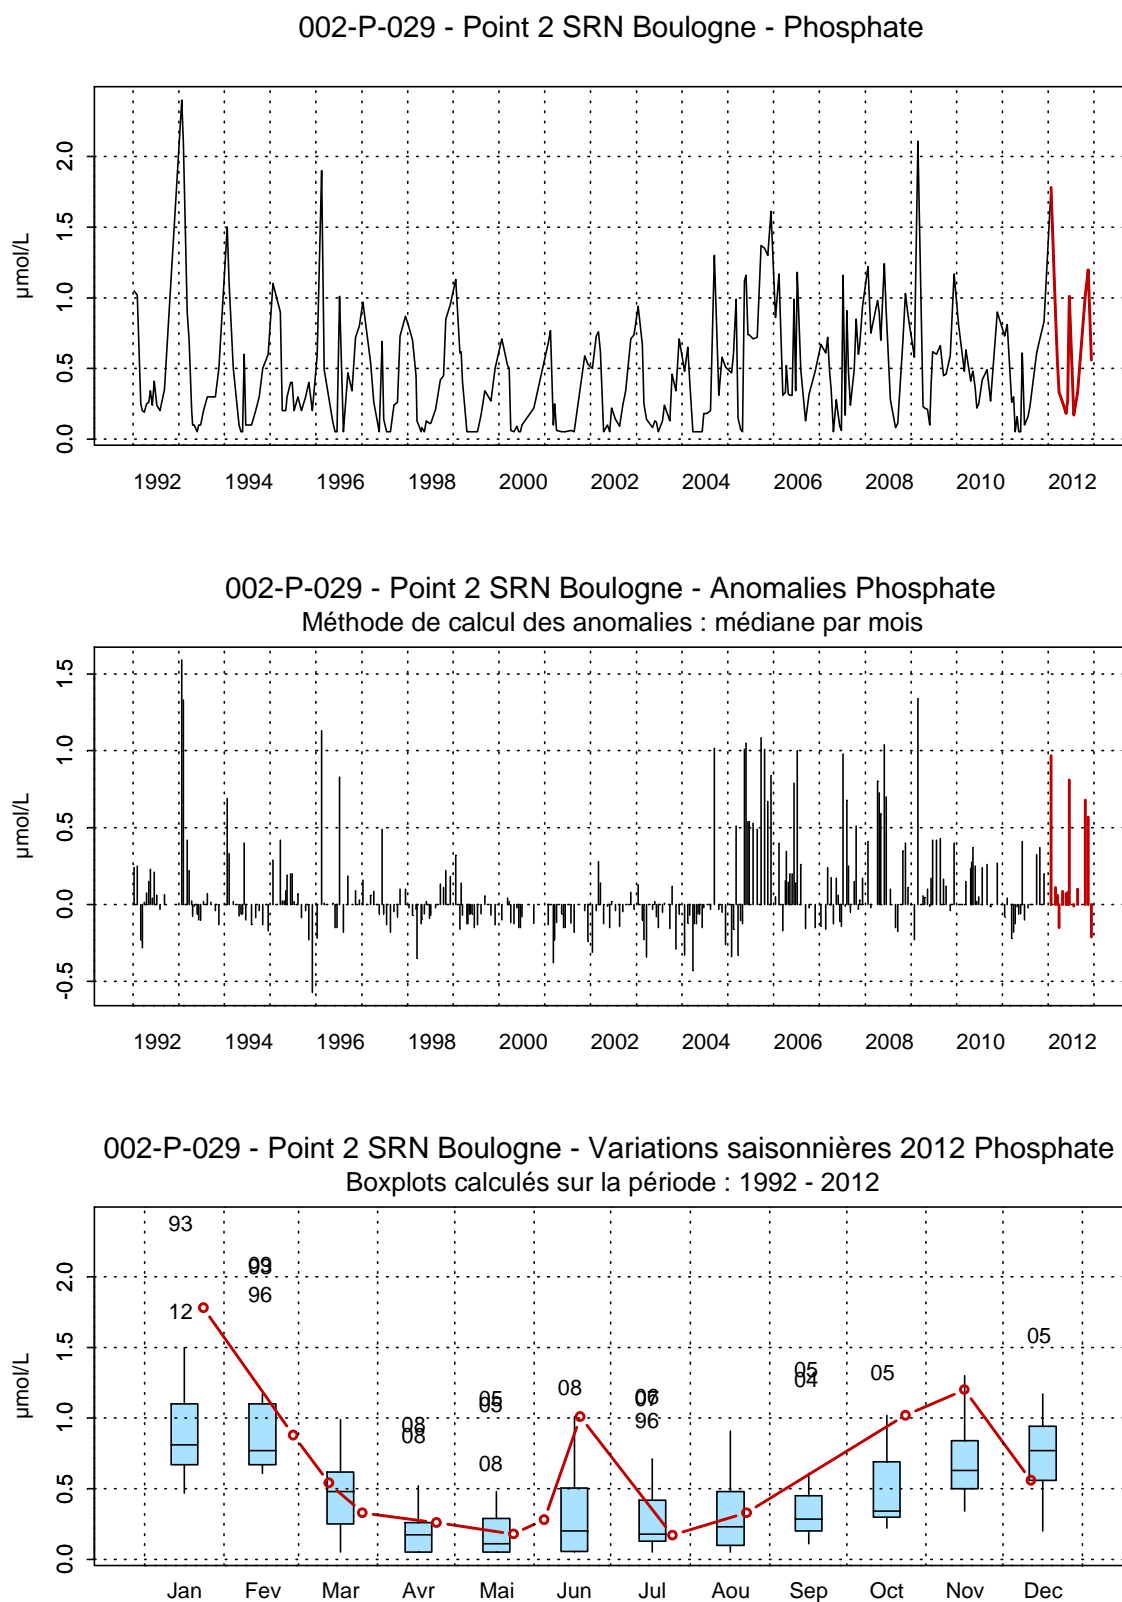 002-P-029 - Point 2 SRN Boulogne - Phosphate
µmol/L
2.0
1.5
1.0
0.5
0.0
1992 1994 1996 1998 2000 2002 2004 2006 2008 2010 2012
002-P-029 - Point 2 SRN Boulogne - Anomalies Phosphate
Méthode de calcul des anomalies : médiane par mois
µmol/L
1.5
1.0
0.5
0.0
-0.5
1992 1994 1996 1998 2000 2002 2004 2006 2008 2010 2012
002-P-029 - Point 2 SRN Boulogne - Variations saisonnières 2012 Phosphate
Boxplots calculés sur la période : 1992 - 2012
µmol/L
2.0
1.5
1.0
0.5
0.0
93
12
93
96
08
08
05
05
08
08
07
96
05
04
05
05
Jan Fev Mar Avr Mai Jun Jul Aou Sep Oct Nov Dec